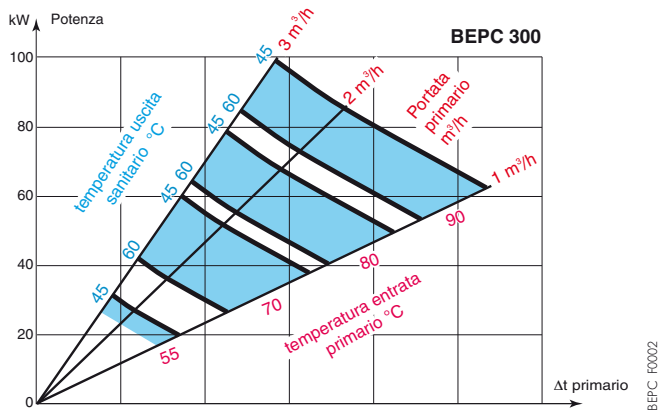 kW Potenza
BEPC 300
100
80
60
40
20
0
45
3 m³/h
2 m³/h
1 m³/h
Portata
primario
m³/h
temperatura uscita
sanitario °C
45 60
45 60
60
45
90
80
70
55
temperatura entrata
primario °C
Δt primario
BEPC F0002